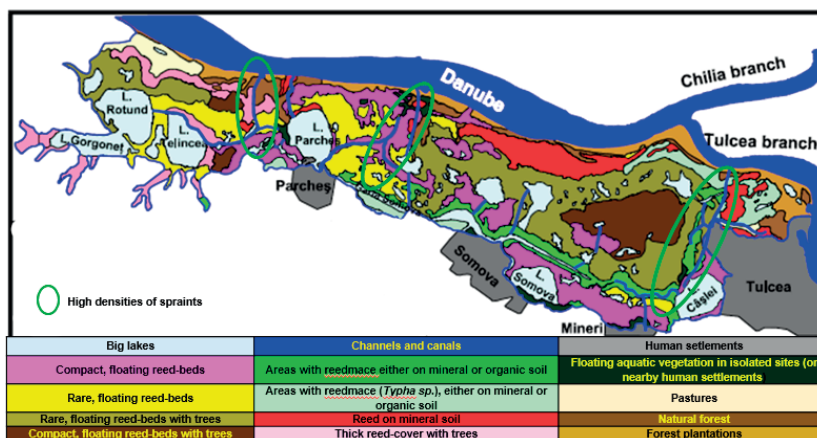 Danube
Chilia branch
Tulcea branch
L.
Rotund
L. Gorgoneț
L.
Telincea
L.
Parcheș
Parcheș
Somova
L.
Somova
Mineri
Câșlei
Tulcea
High densities of spraints
Big lakes
Channels and canals
Human setlements
Compact, floating reed-beds
Areas with reedmace either on mineral or organic soil
Floating aquatic vegetation in isolated sites (or
nearby human settlements
Rare, floating reed-beds
Areas with reedmace (Typha sp.), either on mineral or
organic soil
Pastures
Rare, floating reed-beds with trees
Reed on mineral soil
Natural forest
Compact, floating reed-beds with trees
Thick reed-cover with trees
Forest plantations